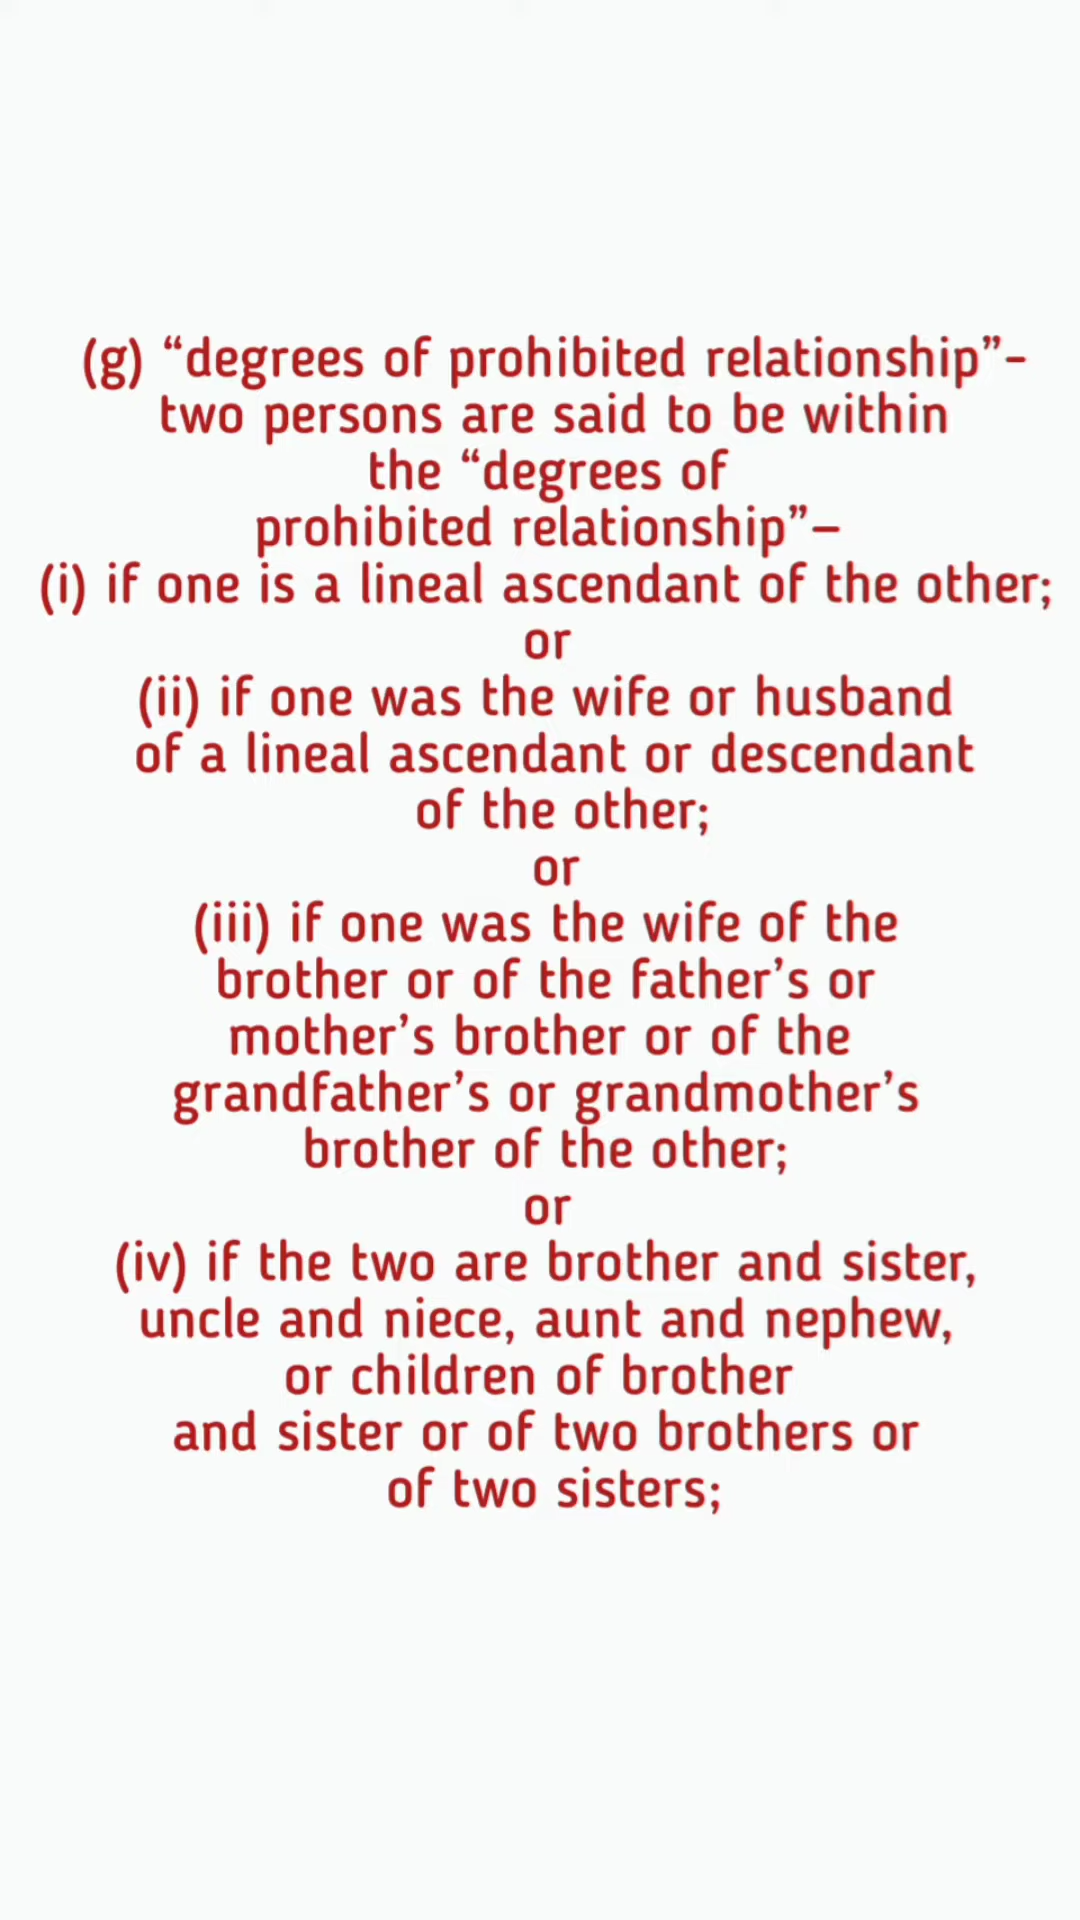 (g) “degrees of prohibited relationship”-
two persons are said to be within
the “degrees of
prohibited relationship”–
(i) if one is a lineal ascendant of the other;
or
(ii) if one was the wife or husband
of a lineal ascendant or descendant
of the other;
or
(iii) if one was the wife of the
brother or of the father’s or
mother’s brother or of the
grandfather’s or grandmother’s
brother of the other;
or
(iv) if the two are brother and sister,
uncle and niece, aunt and nephew,
or children of brother
and sister or of two brothers or
of two sisters;